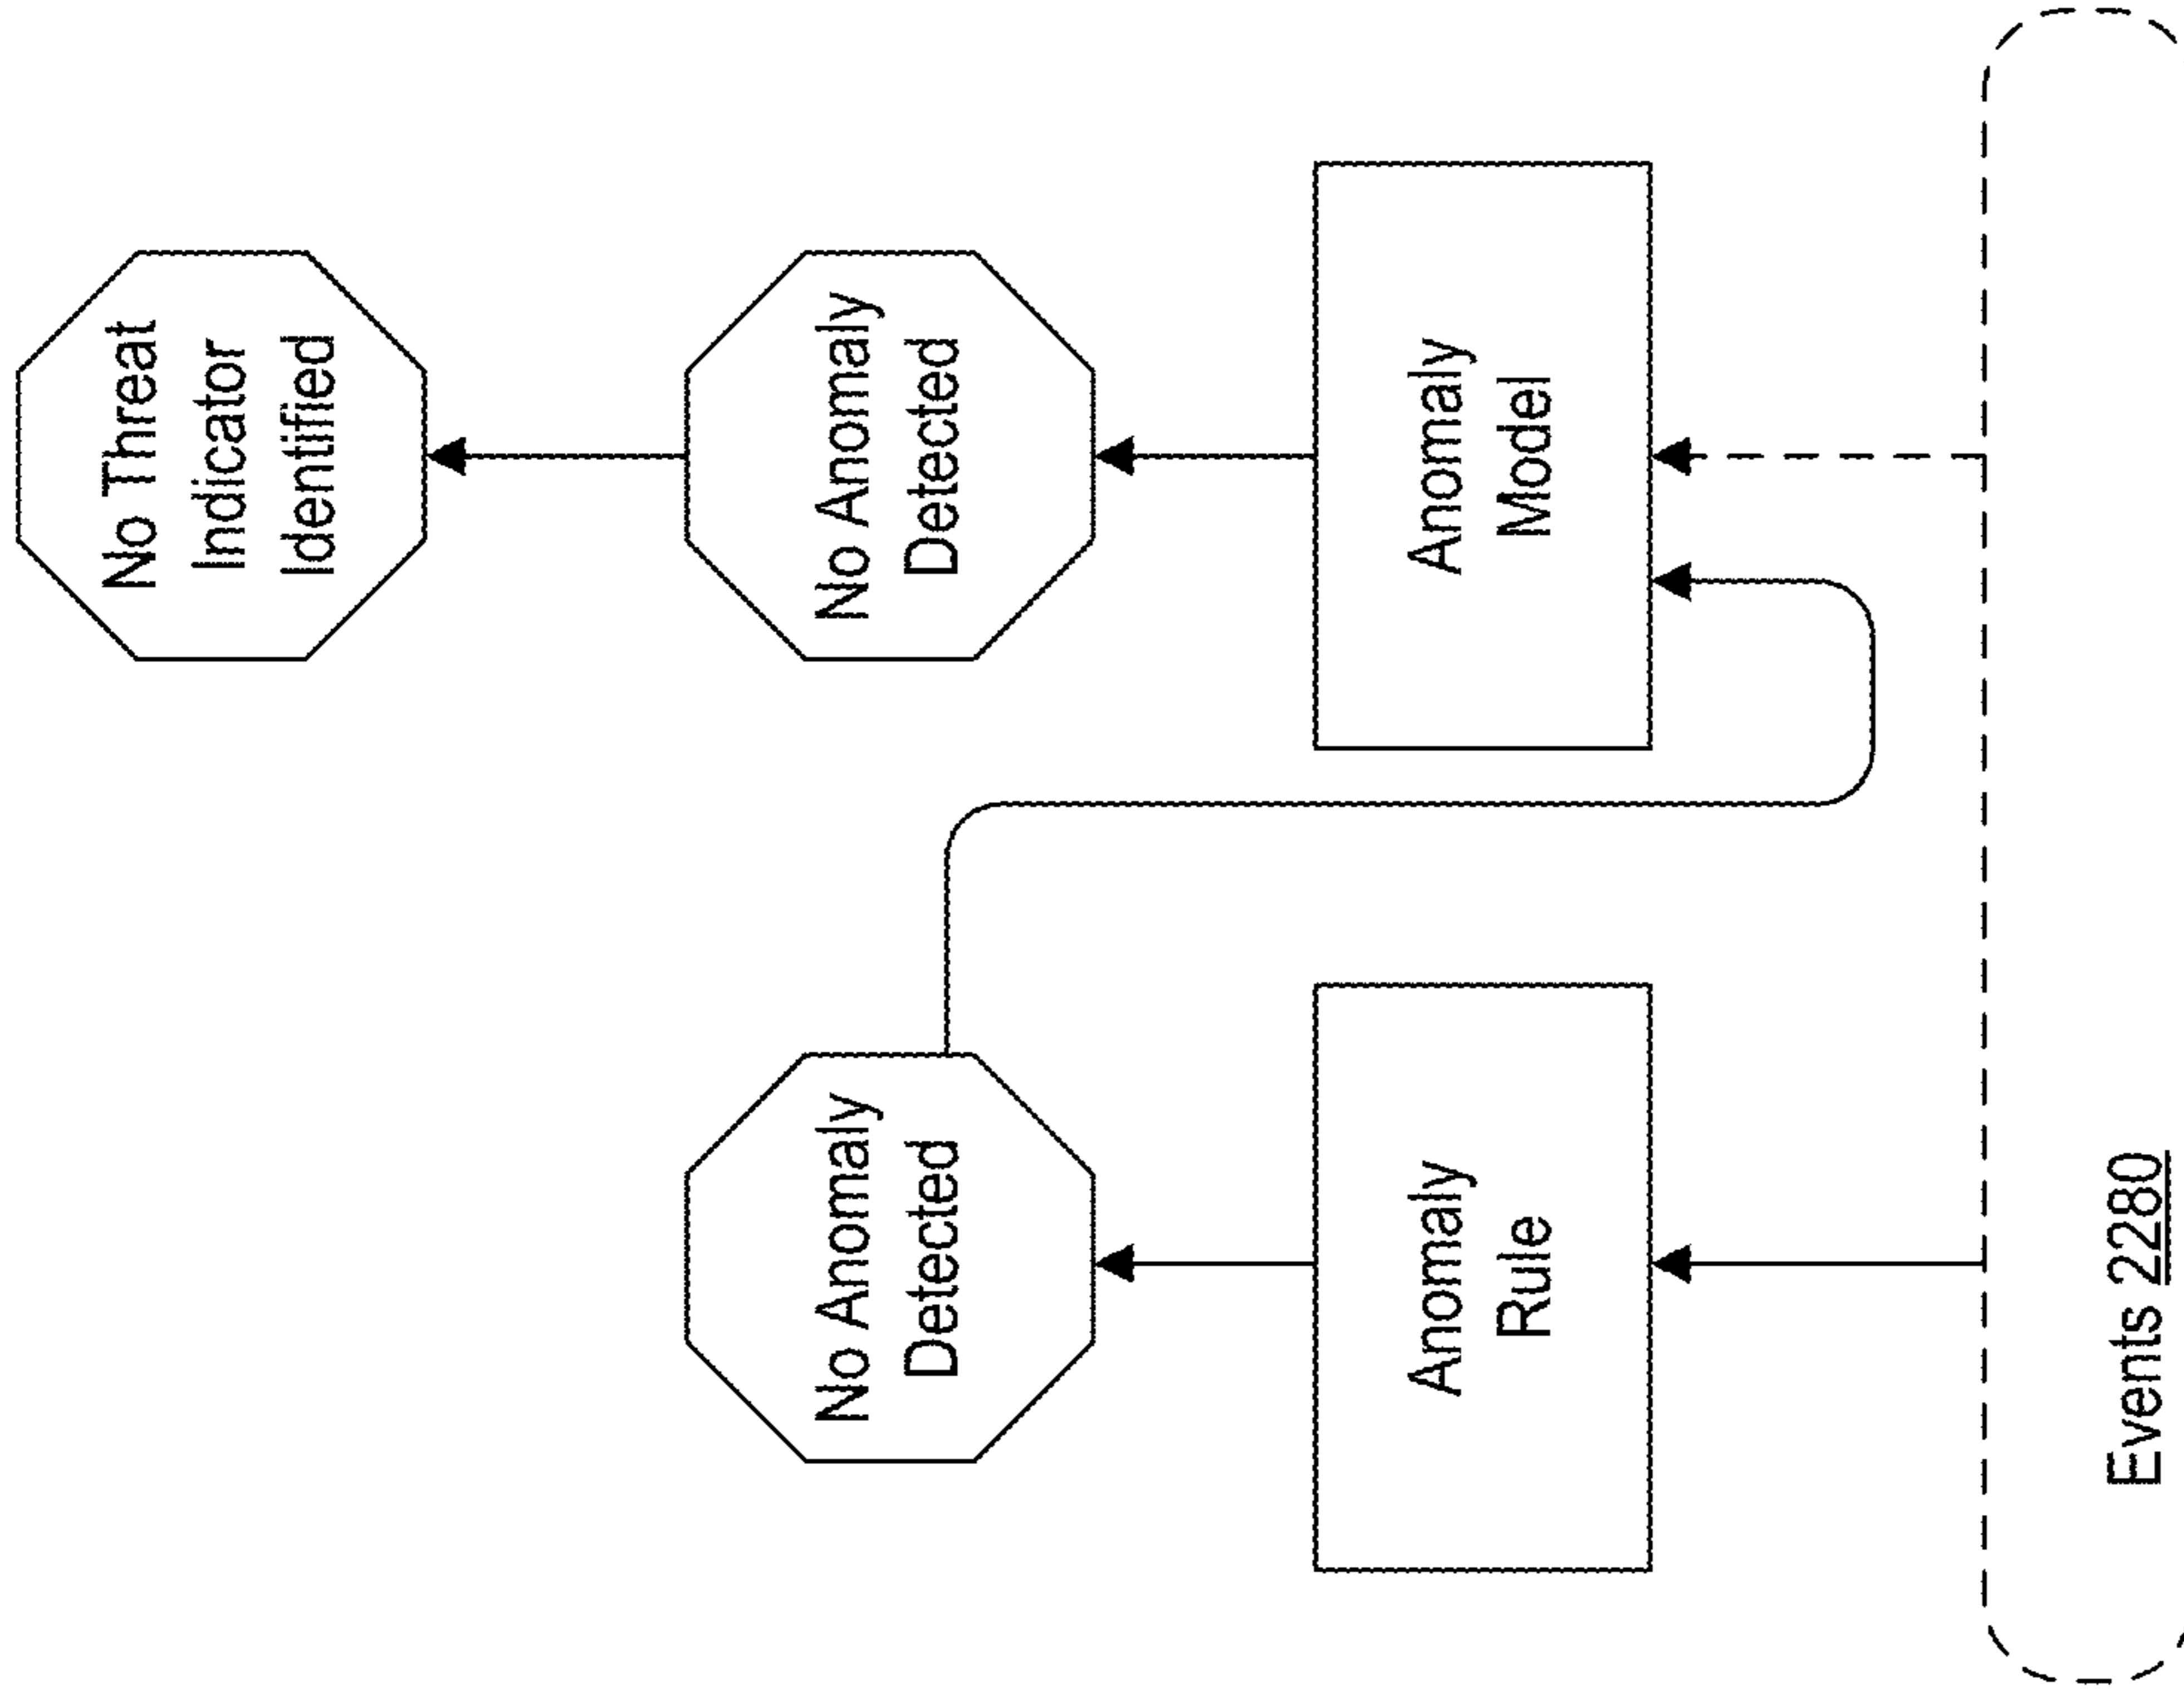 No Threat
Indicator
Identified
No Anomaly
Detected
No Anomaly
Detected
Anomaly
Rule
Anomaly
Model
Events 2280